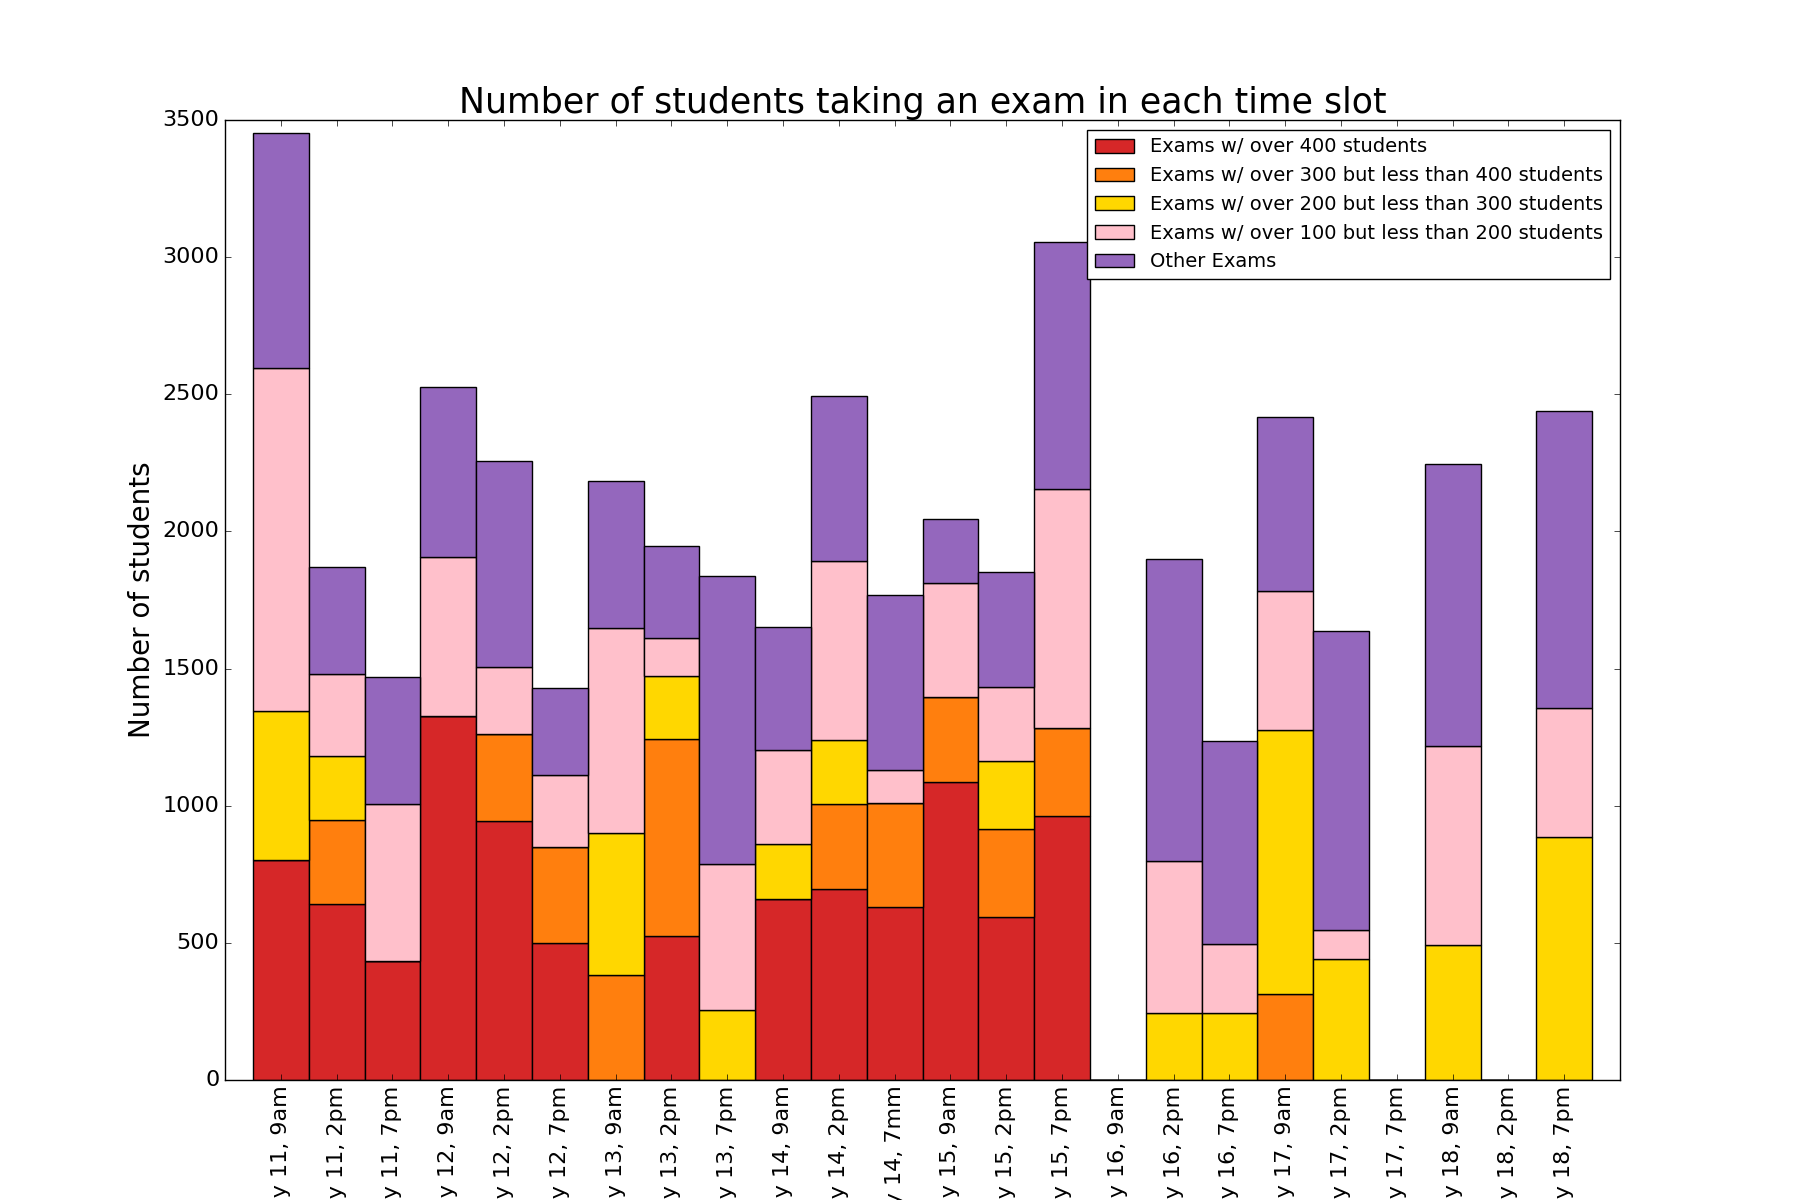 Number of students taking an exam in each time slot
Exams w/ over 400 students
Exams w/ over 300 but less than 400 students
Exams w/ over 200 but less than 300 students
Exams w/ over 100 but less than 200 students
Other Exams
Number of students
3500
3000
2500
2000
1500
1000
500
0
y 11, 9am
y 11, 2pm
y 11, 7pm
y 12, 9am
y 12, 2pm
y 12, 7pm
y 13, 9am
y 13, 2pm
y 13, 7pm
y 14, 9am
y 14, 2pm
y 14, 7mm
y 15, 9am
y 15, 2pm
y 15, 7pm
y 16, 9am
y 16, 2pm
y 16, 7pm
y 17, 9am
y 17, 2pm
y 17, 7pm
y 18, 9am
y 18, 2pm
y 18, 7pm